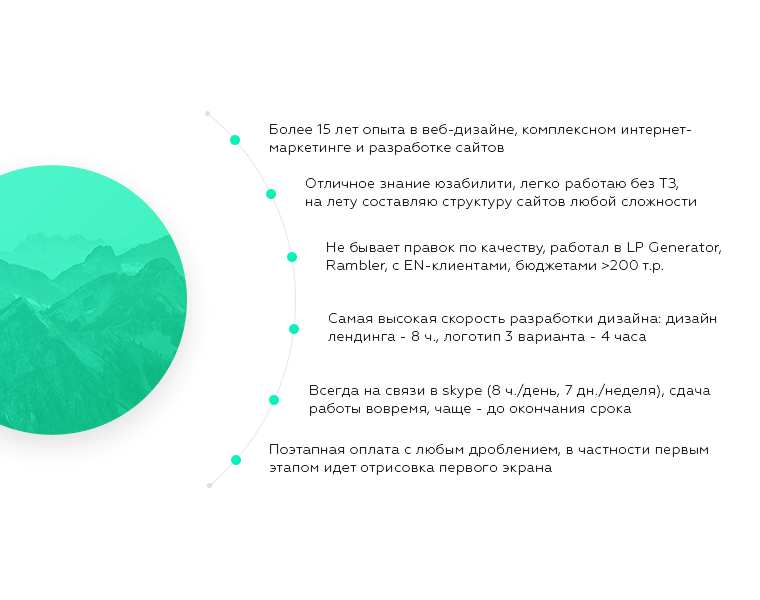 Более 15 лет опыта в веб-дизайне, комплексном интернет-
маркетинге и разработке сайтов
Отличное знание юзабилити, легко работаю без ТЗ,
на лету составляю структуру сайтов любой сложности
Не бывает правок по качеству, работал в LP Generator,
Rambler, с EN-клиентами, бюджетами >200 т.р.
Самая высокая скорость разработки дизайна: дизайн
лендинга - 8 ч., логотип 3 варианта - 4 часа
Всегда на связи в skype (8 ч./день, 7 дн./неделя), сдача
работы вовремя, чаще - до окончания срока
Поэтапная оплата с любым дроблением, в частности первым
этапом идет отрисовка первого экрана